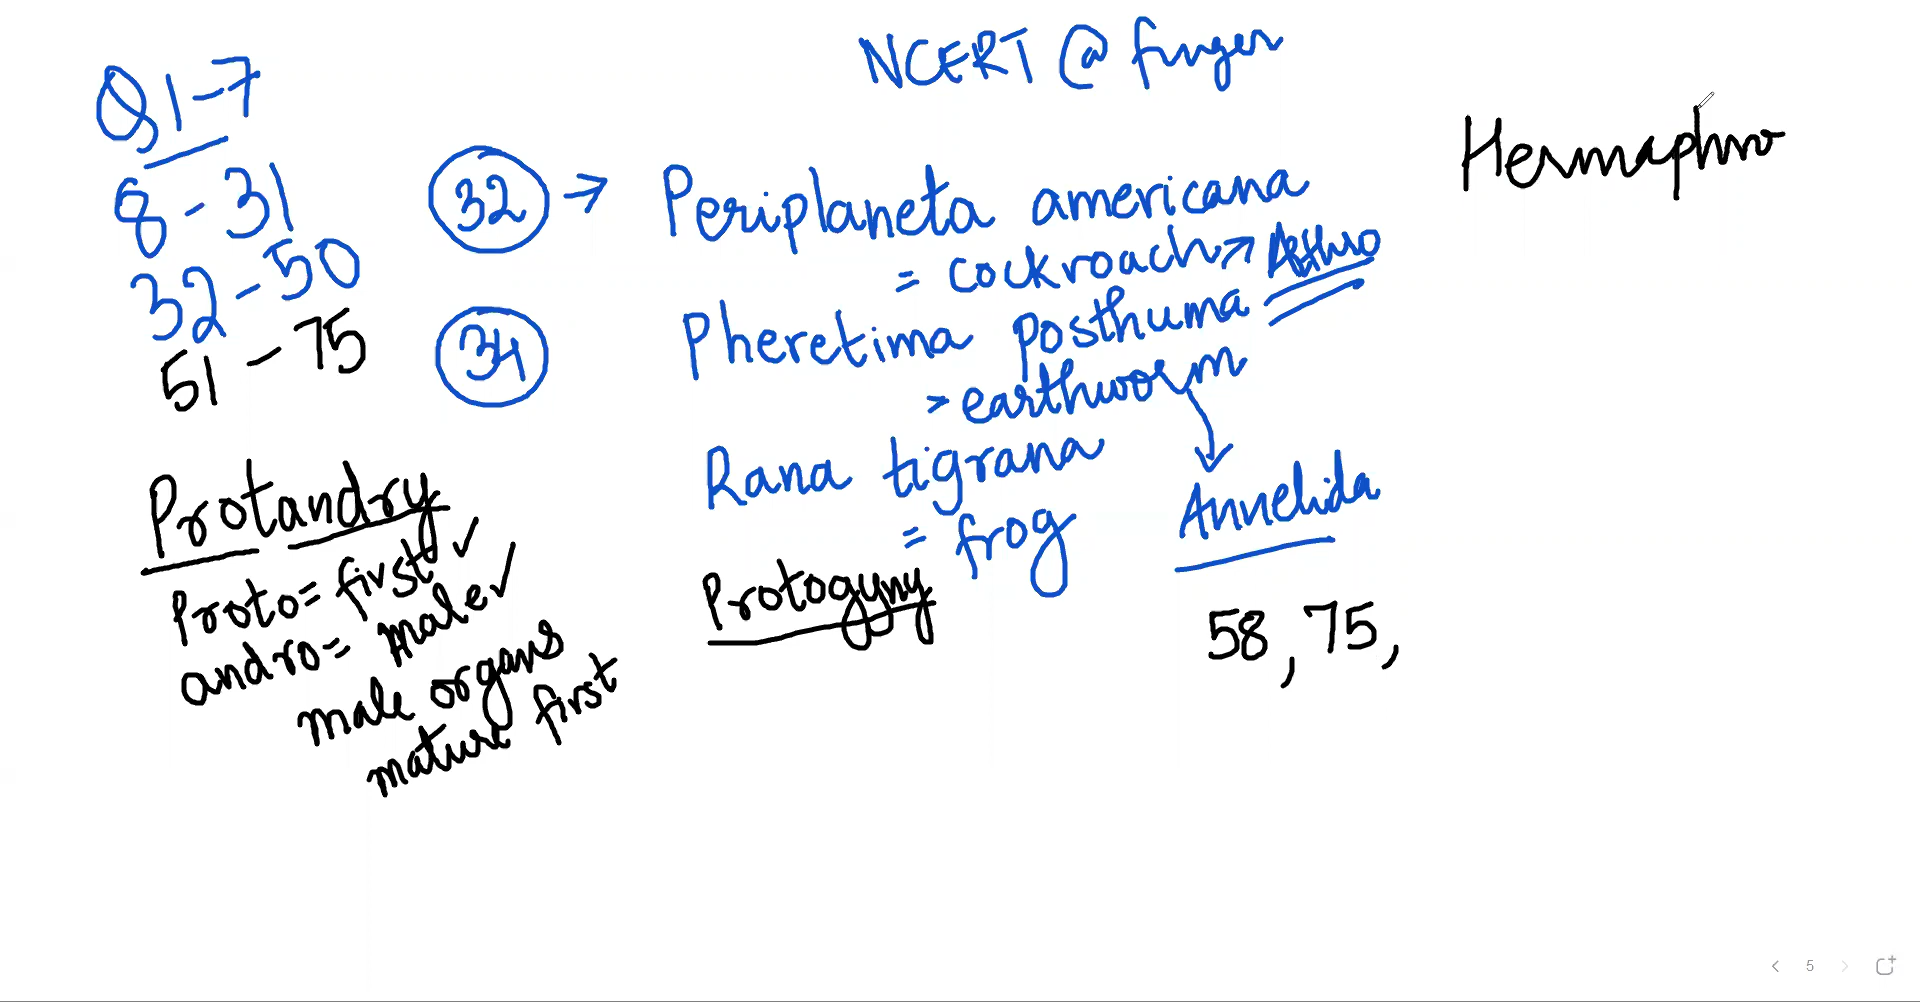 NCERT @ finger
Q1-7
8-31
32-50
51-75
32 → Periplaneta americana
= cockroach → Arthro
34 Pheretima posthuma
> earthworm
Annelida
Rana tigrana
= frog
Hermaphro
Protandry
Proto = first ✓
andro = male ✓
male organs
mature first
Protogyny
58, 75,
5